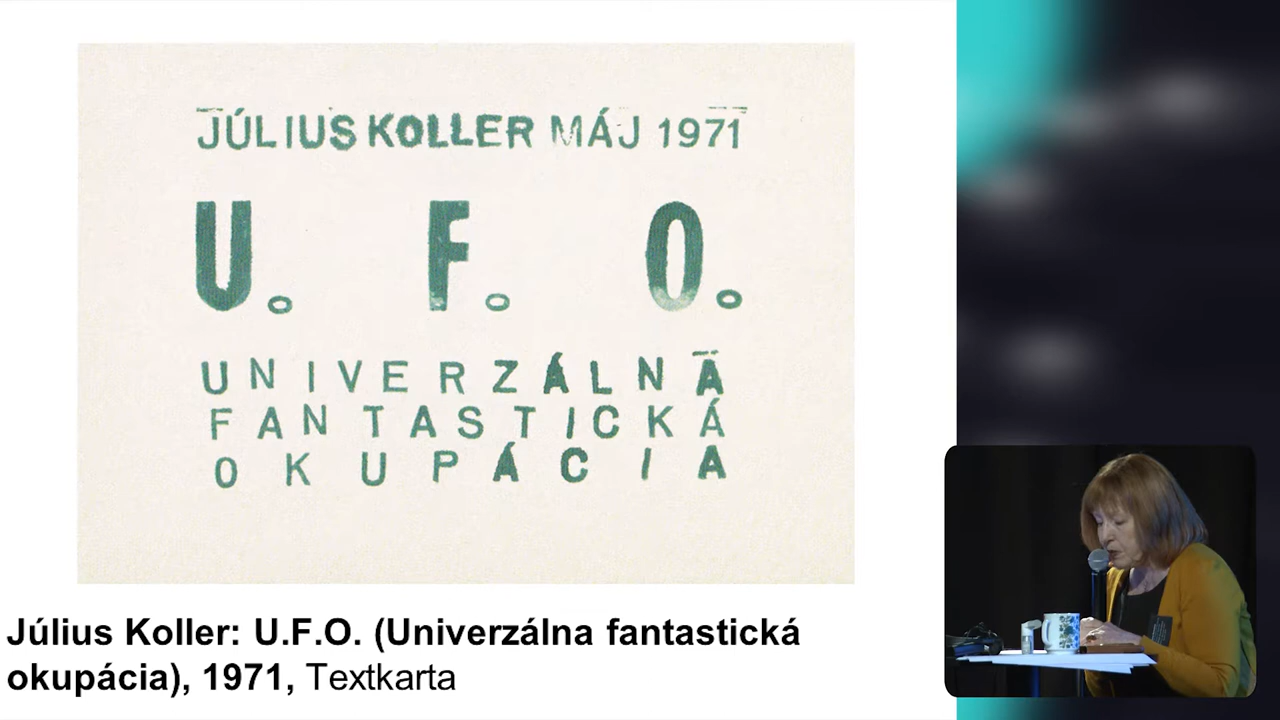 JÚLIUS KOLLER MÁJ 1971
U. F. O.
UNIVERZÁLNA
FANTASTICKÁ
OKUPÁCIA
Július Koller: U.F.O. (Univerzálna fantastická
okupácia), 1971, Textkarta